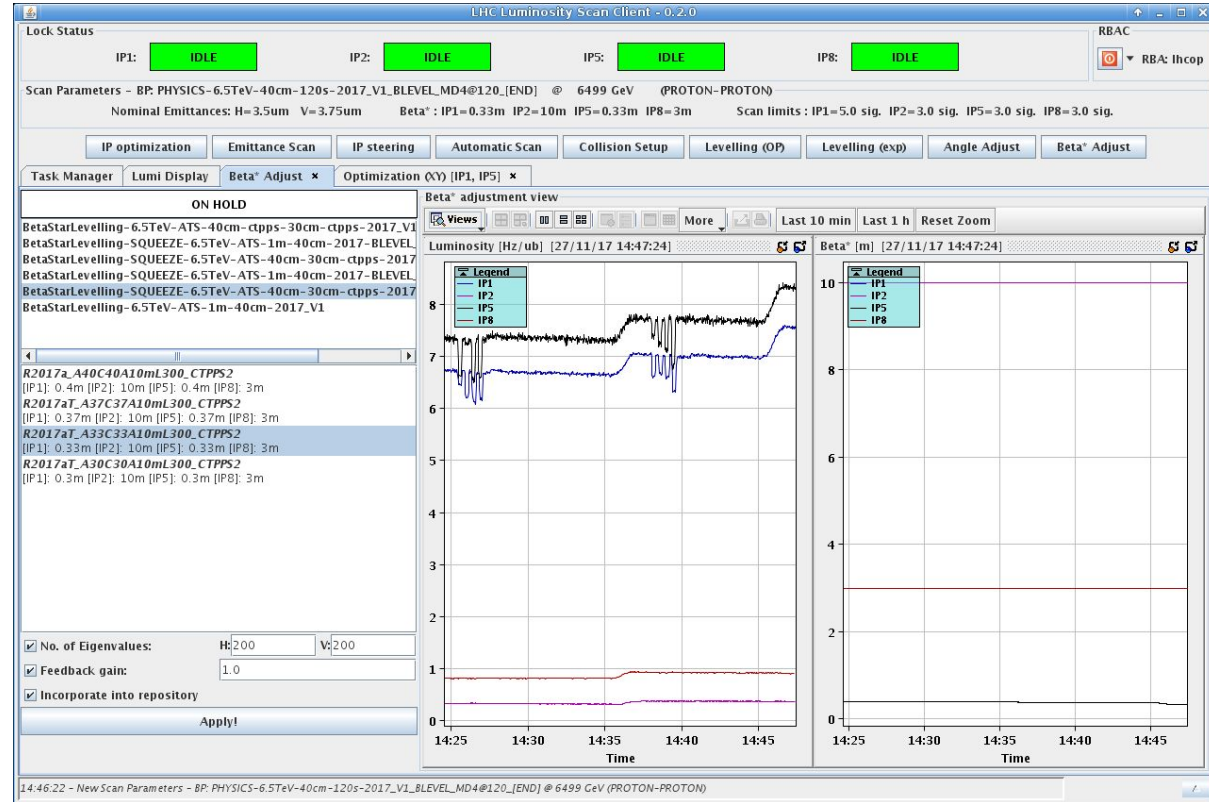 LHC Luminosity Scan Client - 0.2.0
Lock Status
RBAC
IP1: IDLE IP2: IDLE IP5: IDLE IP8: IDLE
RBA: lhcop
Scan Parameters - BP: PHYSICS-6.5TeV-40cm-120s-2017_V1_BLEVEL_MD4@120_[END] @ 6499 GeV (PROTON-PROTON)
Nominal Emittances: H=3.5um V=3.75um Beta* : IP1=0.33m IP2=10m IP5=0.33m IP8=3m Scan limits : IP1=5.0 sig. IP2=3.0 sig. IP5=3.0 sig. IP8=3.0 sig.
IP optimization Emittance Scan IP steering Automatic Scan Collision Setup Levelling (OP) Levelling (exp) Angle Adjust Beta* Adjust
Task Manager Lumi Display Beta* Adjust × Optimization (XY) [IP1, IP5] ×
ON HOLD
BetaStarLevelling-6.5TeV-ATS-40cm-ctpps-30cm-ctpps-2017_V1
BetaStarLevelling-SQUEEZE-6.5TeV-ATS-1m-40cm-2017-BLEVEL_
BetaStarLevelling-SQUEEZE-6.5TeV-ATS-40cm-30cm-ctpps-2017
BetaStarLevelling-SQUEEZE-6.5TeV-ATS-1m-40cm-2017-BLEVEL_
BetaStarLevelling-SQUEEZE-6.5TeV-ATS-40cm-30cm-ctpps-2017
BetaStarLevelling-6.5TeV-ATS-1m-40cm-2017_V1
R2017a_A40C40A10mL300_CTPPS2
[IP1]: 0.4m [IP2]: 10m [IP5]: 0.4m [IP8]: 3m
R2017aT_A37C37A10mL300_CTPPS2
[IP1]: 0.37m [IP2]: 10m [IP5]: 0.37m [IP8]: 3m
R2017aT_A33C33A10mL300_CTPPS2
[IP1]: 0.33m [IP2]: 10m [IP5]: 0.33m [IP8]: 3m
R2017aT_A30C30A10mL300_CTPPS2
[IP1]: 0.3m [IP2]: 10m [IP5]: 0.3m [IP8]: 3m
No. of Eigenvalues: H: 200 V: 200
Feedback gain: 1.0
Incorporate into repository
Apply!
Beta* adjustment view
Views More Last 10 min Last 1 h Reset Zoom
Luminosity [Hz/ub] [27/11/17 14:47:24]
Legend
IP1
IP2
IP5
IP8
8
7
6
5
4
3
2
1
0
14:25 14:30 14:35 14:40 14:45
Time
Beta* [m] [27/11/17 14:47:24]
Legend
IP1
IP2
IP5
IP8
10
8
6
4
2
0
14:25 14:30 14:35 14:40 14:45
Time
14:46:22 - New Scan Parameters - BP: PHYSICS-6.5TeV-40cm-120s-2017_V1_BLEVEL_MD4@120_[END] @ 6499 GeV (PROTON-PROTON)